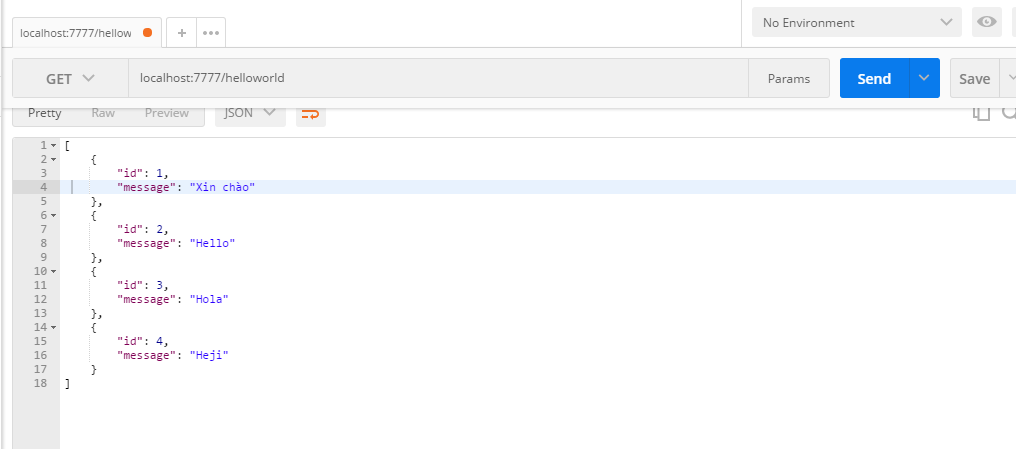 localhost:7777/hellow
No Environment
GET localhost:7777/helloworld Params Send Save
Pretty Raw Preview JSON
1 [
2 {
3 "id": 1,
4 "message": "Xin chào"
5 },
6 {
7 "id": 2,
8 "message": "Hello"
9 },
10 {
11 "id": 3,
12 "message": "Hola"
13 },
14 {
15 "id": 4,
16 "message": "Heji"
17 }
18 ]